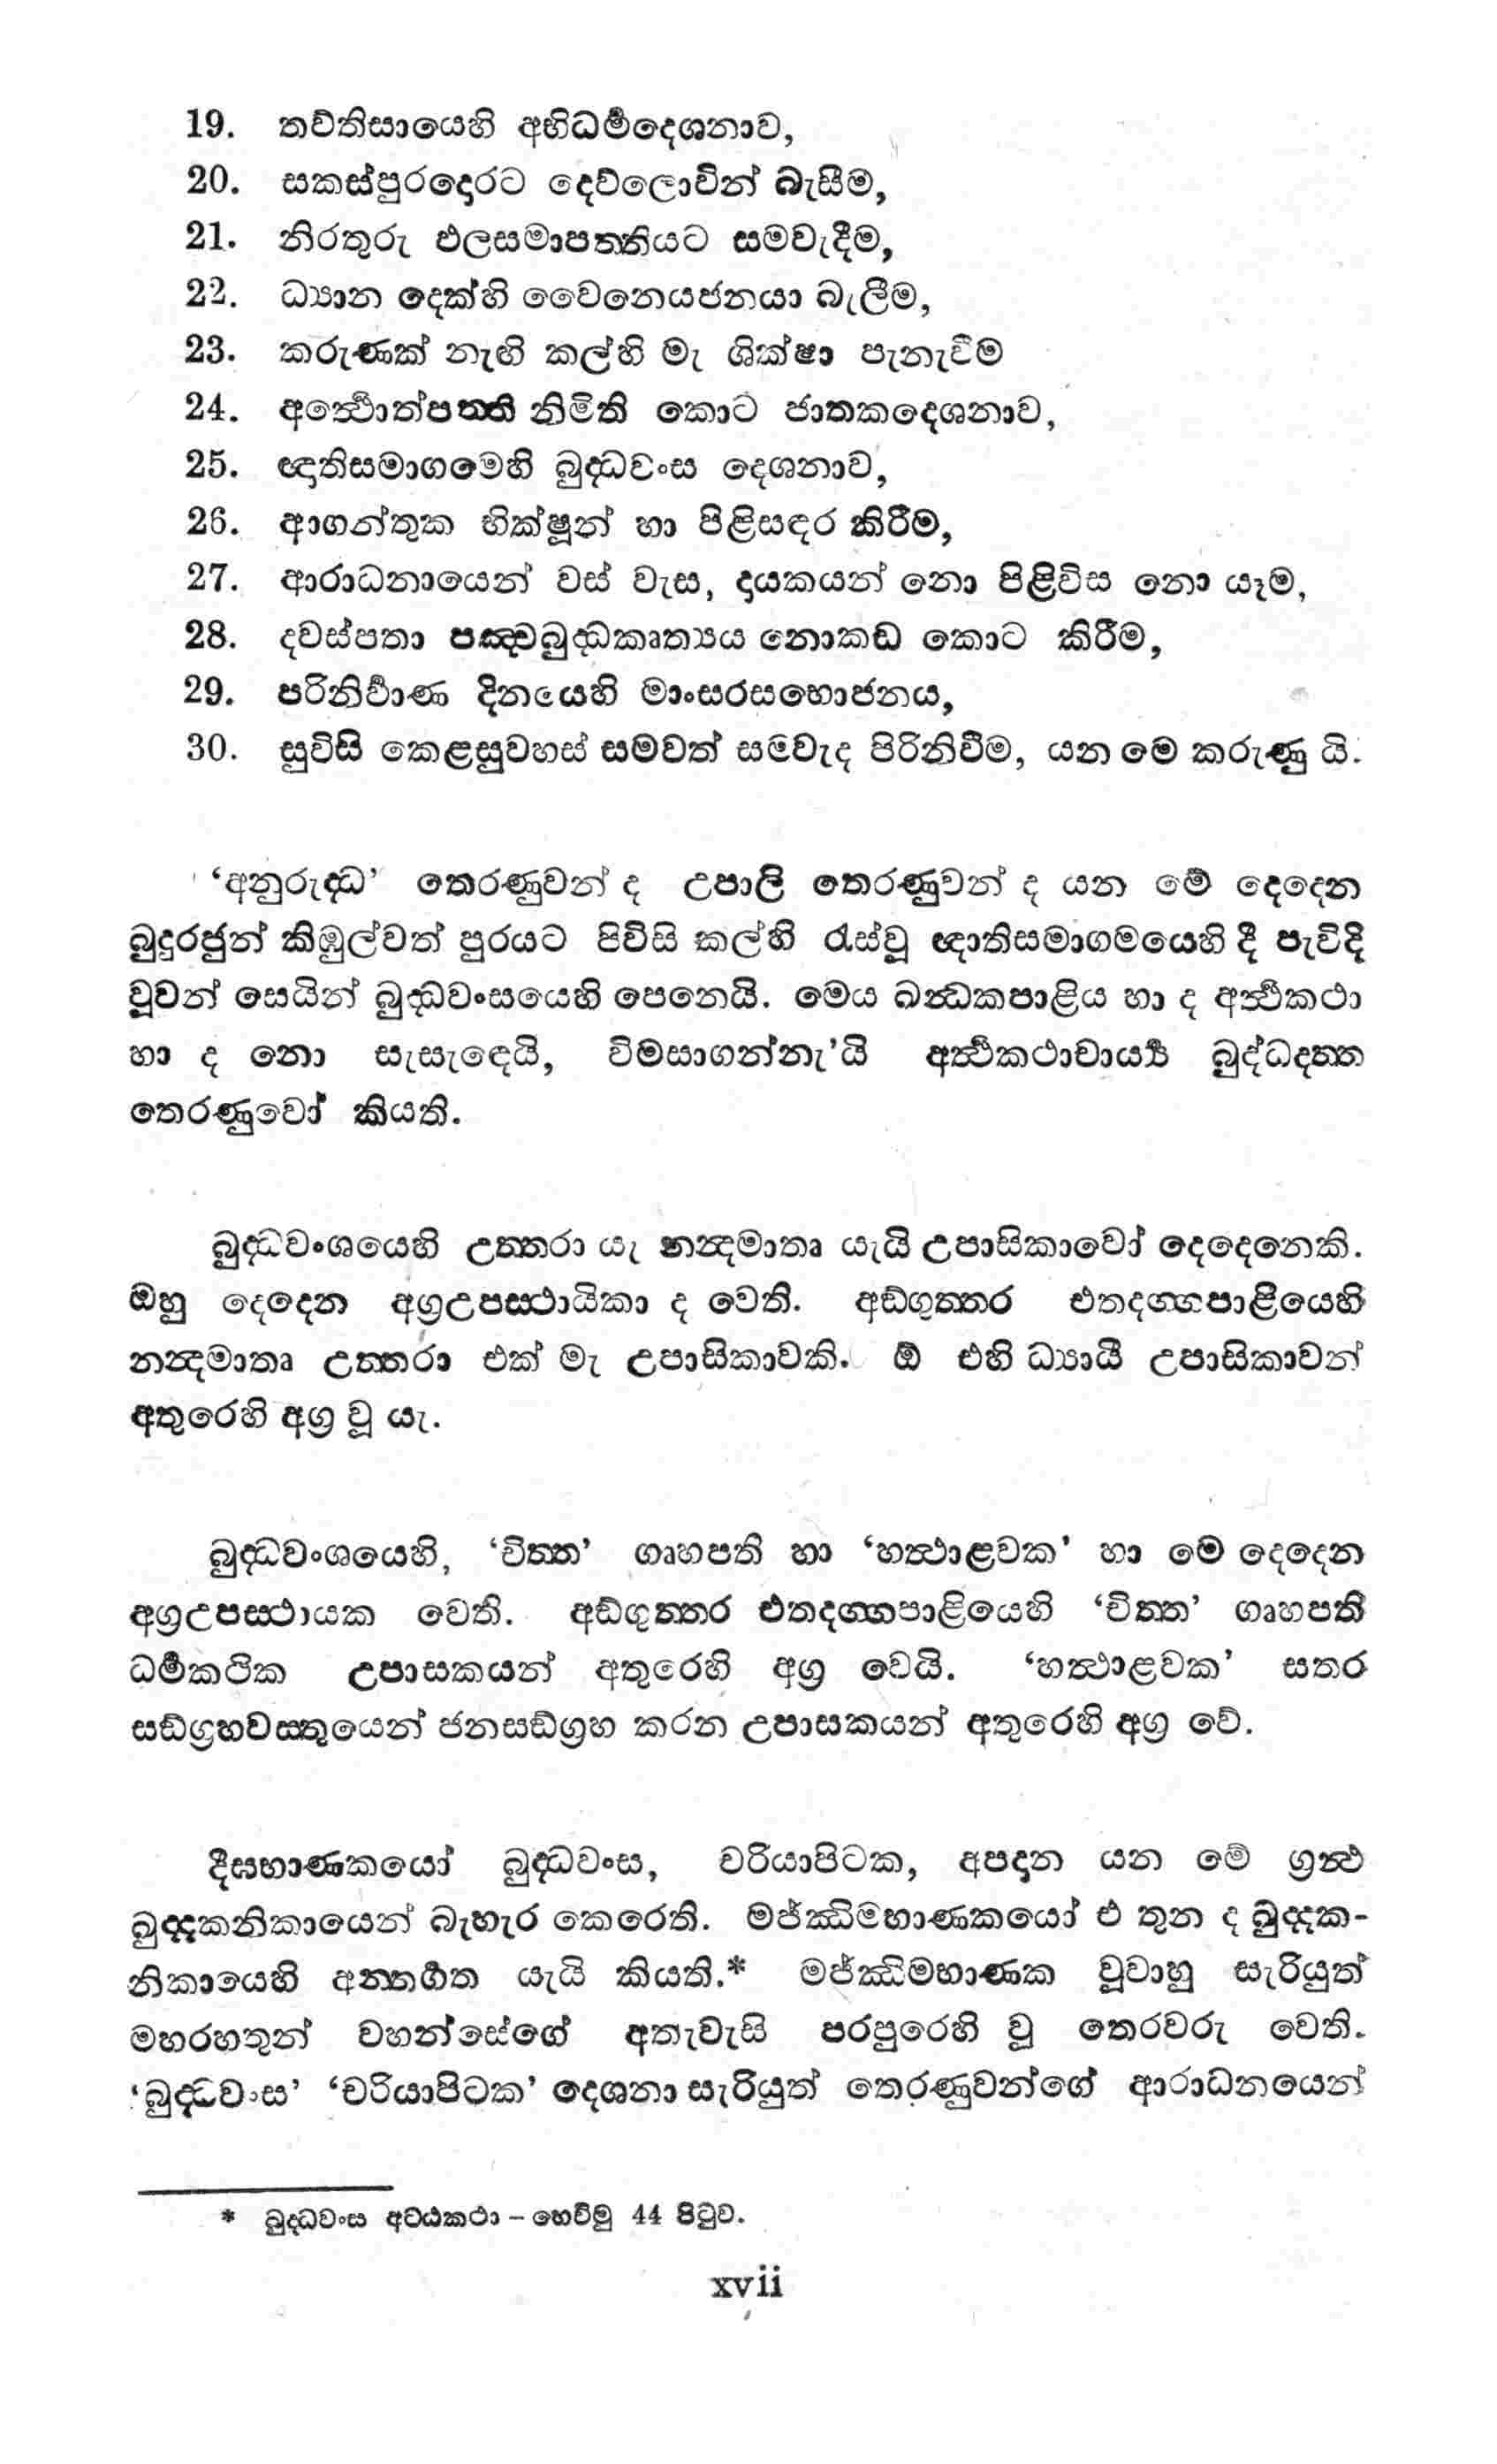 19. තව්තිසායෙහි අභිධර්‍මදෙශනාව,
20. සකස්පුරදොරට දෙව්ලොවින් බැසීම,
21. නිරතුරු ඵලසමාපත්‍තියට සමවැදීම,
22. ධ්‍යාන දෙක්හි වෛනෙයජනයා බැලීම,
23. කරුණක් නැඟි කල්හි මැ ශික්ෂා පැනැවීම
24. අර්‍ත්‍ථොත්පත්‍ති නිමිති කොට ජාතකදෙශනාව,
25. ඥාතිසමාගමෙහි බුද්‍ධවංස දෙශනාව,
26. ආගන්තුක භික්ෂූන් හා පිළිසඳර කිරීම,
27. ආරාධනායෙන් වස් වැස, දායකයන් නො පිළිවිස නො යෑම,
28. දවස්පතා පඤ්චබුද්‍ධකෘත්‍යය නොකඩ කොට කිරීම,
29. පරිනිර්‍වාණ දිනයෙහි මාංසරසභොජනය,
30. සුවිසි කෙළසුවහස් සමවත් සමවැද පිරිනිවීම, යන මෙ කරුණු යි.
‘අනුරුද්‍ධ’ තෙරණුවන් ද උපාලි තෙරණුවන් ද යන මේ දෙදෙන
බුදුරජුන් කිඹුල්වත් පුරයට පිවිසි කල්හි රැස්වූ ඥාතිසමාගමයෙහි දී පැවිදි
වූවන් සෙයින් බුද්‍ධවංසයෙහි පෙනෙයි. මෙය ඛන්‍ධකපාළිය හා ද අර්‍ත්‍ථකථා
හා ද නො සැසැඳෙයි, විමසාගන්නැ’යි අර්‍ත්‍ථකථාචාර්‍ය්‍ය බුද්ධදත්‍ත
තෙරණුවෝ කියති.
බුද්‍ධවංශයෙහි උත්‍තරා යැ නන්‍දමාතෘ යැයි උපාසිකාවෝ දෙදෙනෙකි.
ඔහු දෙදෙන අග්‍රඋපස්‍ථායිකා ද වෙති. අඞ්ගුත්‍තර එතදග්‍ගපාළියෙහි
නන්‍දමාතෘ උත්‍තරා එක් මැ උපාසිකාවකි. ඕ එහි ධ්‍යායී උපාසිකාවන්
අතුරෙහි අග්‍ර වූ යැ.
බුද්‍ධවංශයෙහි, ‘චිත්‍ත’ ගෘහපති හා ‘හත්‍ථාළවක’ හා මෙ දෙදෙන
අග්‍රඋපස්‍ථායක වෙති. අඞ්ගුත්‍තර එතදග්‍ගපාළියෙහි ‘චිත්‍ත’ ගෘහපති
ධර්‍මකථික උපාසකයන් අතුරෙහි අග්‍ර වෙයි. ‘හත්‍ථාළවක’ සතර
සඞ්ග්‍රහවස්‍තුයෙන් ජනසඞ්ග්‍රහ කරන උපාසකයන් අතුරෙහි අග්‍ර වේ.
දීඝභාණකයෝ බුද්‍ධවංස, චරියාපිටක, අපදාන යන මේ ග්‍රන්‍ථ
ඛුද්‍දකනිකායෙන් බැහැර කෙරෙති. මජ්ඣිමභාණකයෝ එ තුන ද ඛුද්‍දක-
නිකායෙහි අන්‍තර්‍ගත යැයි කියති.* මජ්ඣිමභාණක වූවාහු සැරියුත්
මහරහතුන් වහන්සේගේ අතැවැසි පරපුරෙහි වූ තෙරවරු වෙති.
‘බුද්‍ධවංස’ ‘චරියාපිටක’ දෙශනා සැරියුත් තෙරණුවන්ගේ ආරාධනයෙන්
* බුද්‍ධවංස අට්ඨකථා – හෙවිමු 44 පිටුව.
xvii